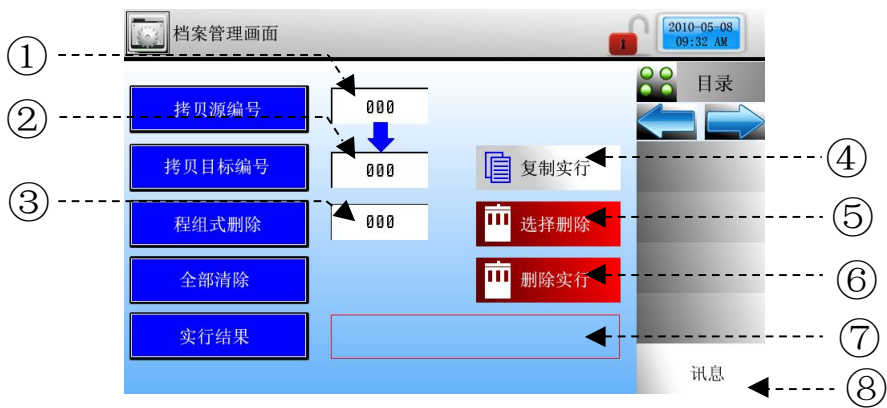 档案管理画面
1
2010-05-08
09:32 AM
①
目录
拷贝源编号
000
②
拷贝目标编号
000
复制实行
④
③
程组式删除
000
选择删除
⑤
全部清除
删除实行
⑥
实行结果
⑦
讯息
⑧